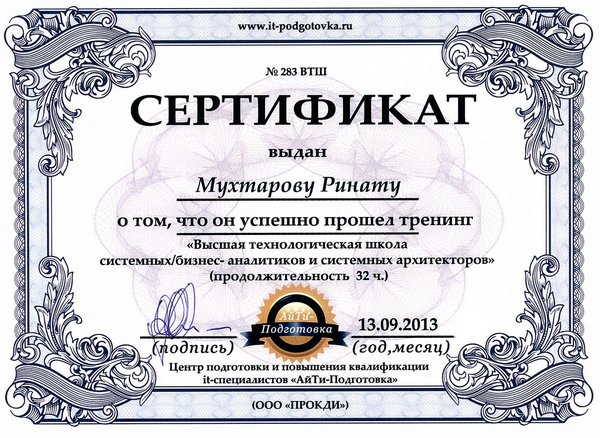 www.it-podgotovka.ru
№ 283 ВТШ
СЕРТИФИКАТ
выдан
Мухтарову Ринату
о том, что он успешно прошел тренинг
«Высшая технологическая школа
системных/бизнес- аналитиков и системных архитекторов»
(продолжительность 32 ч.)
АйТи-
Подготовка
13.09.2013
(подпись)
(год,месяц)
Центр подготовки и повышения квалификации
it-специалистов «АйТи-Подготовка»
(ООО «ПРОКДИ»)